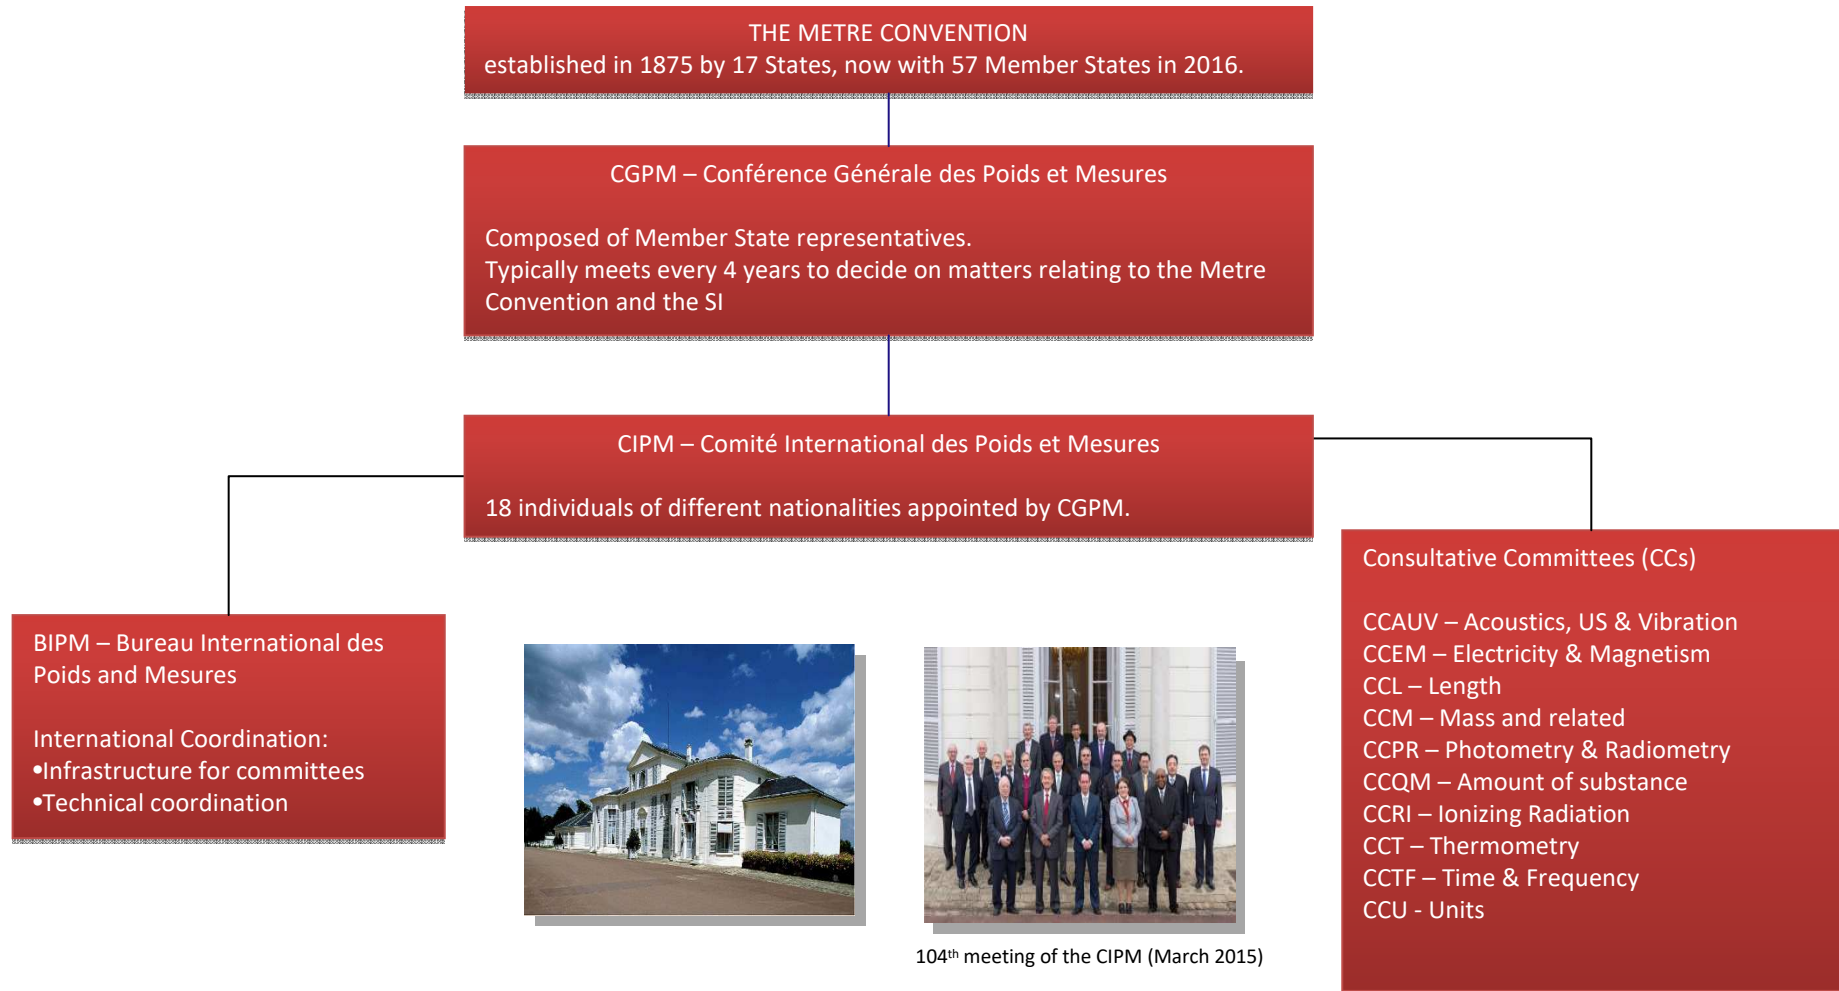 THE METRE CONVENTION
established in 1875 by 17 States, now with 57 Member States in 2016.
CGPM – Conférence Générale des Poids et Mesures
Composed of Member State representatives.
Typically meets every 4 years to decide on matters relating to the Metre
Convention and the SI
CIPM – Comité International des Poids et Mesures
18 individuals of different nationalities appointed by CGPM.
BIPM – Bureau International des
Poids and Mesures
International Coordination:
•Infrastructure for committees
•Technical coordination
Consultative Committees (CCs)
CCAUV – Acoustics, US & Vibration
CCEM – Electricity & Magnetism
CCL – Length
CCM – Mass and related
CCPR – Photometry & Radiometry
CCQM – Amount of substance
CCRI – Ionizing Radiation
CCT – Thermometry
CCTF – Time & Frequency
CCU - Units
104th meeting of the CIPM (March 2015)